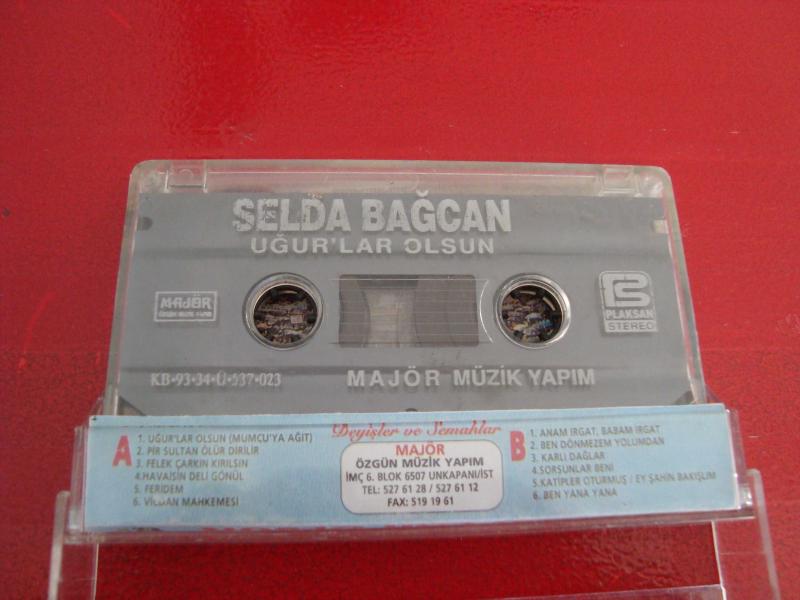 SELDA BAĞCAN
UĞUR'LAR OLSUN
MAJÖR
PLAKSAN
STEREO
KB•93•34•Ü•537•023
MAJÖR MÜZİK YAPIM
Deyişler ve Semahlar
A
1. UĞUR'LAR OLSUN (MUMCU'YA AĞIT)
2. PİR SULTAN ÖLÜR DİRİLİR
3. FELEK ÇARKIN KIRILSIN
4.HAVAİSİN DELİ GÖNÜL
5. FERİDEM
6. VİCDAN MAHKEMESİ
MAJÖR
ÖZGÜN MÜZİK YAPIM
İMÇ 6. BLOK 6507 UNKAPANI/İST
TEL: 527 61 28 / 527 61 12
FAX: 519 19 61
B
1. ANAM IRGAT, BABAM IRGAT
2. BEN DÖNMEZEM YOLUMDAN
3. KARLI DAĞLAR
4.SORSUNLAR BENİ
5.KATİPLER OTURMUŞ / EY ŞAHİN BAKIŞLIM
6. BEN YANA YANA